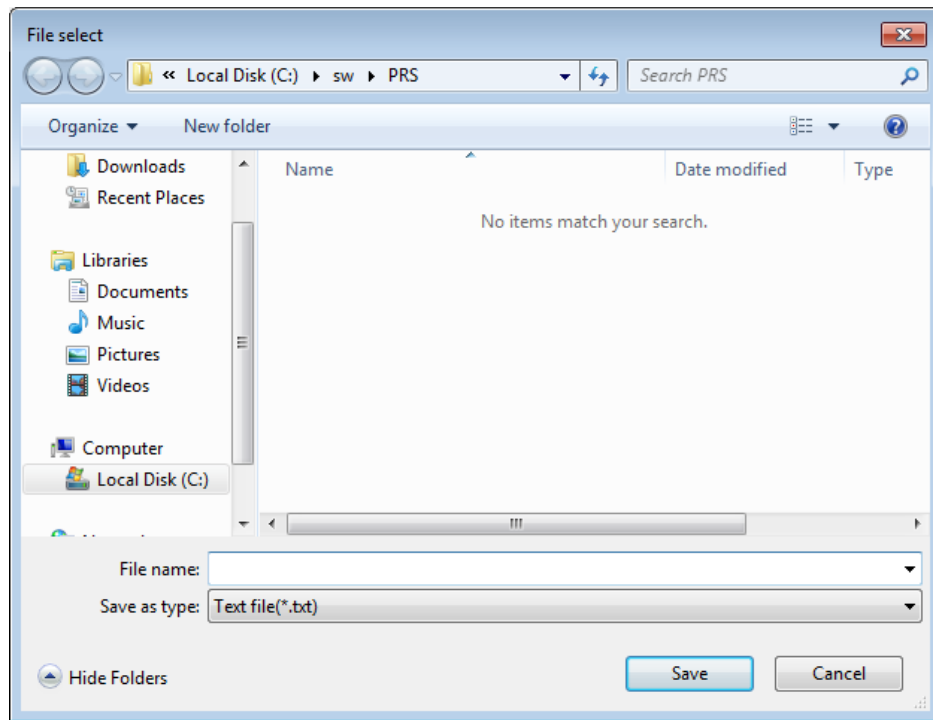 File select
« Local Disk (C:) ▸ sw ▸ PRS
Search PRS
Organize
New folder
Name
Date modified
Type
No items match your search.
Downloads
Recent Places
Libraries
Documents
Music
Pictures
Videos
Computer
Local Disk (C:)
File name:
Save as type: Text file(*.txt)
Hide Folders
Save
Cancel